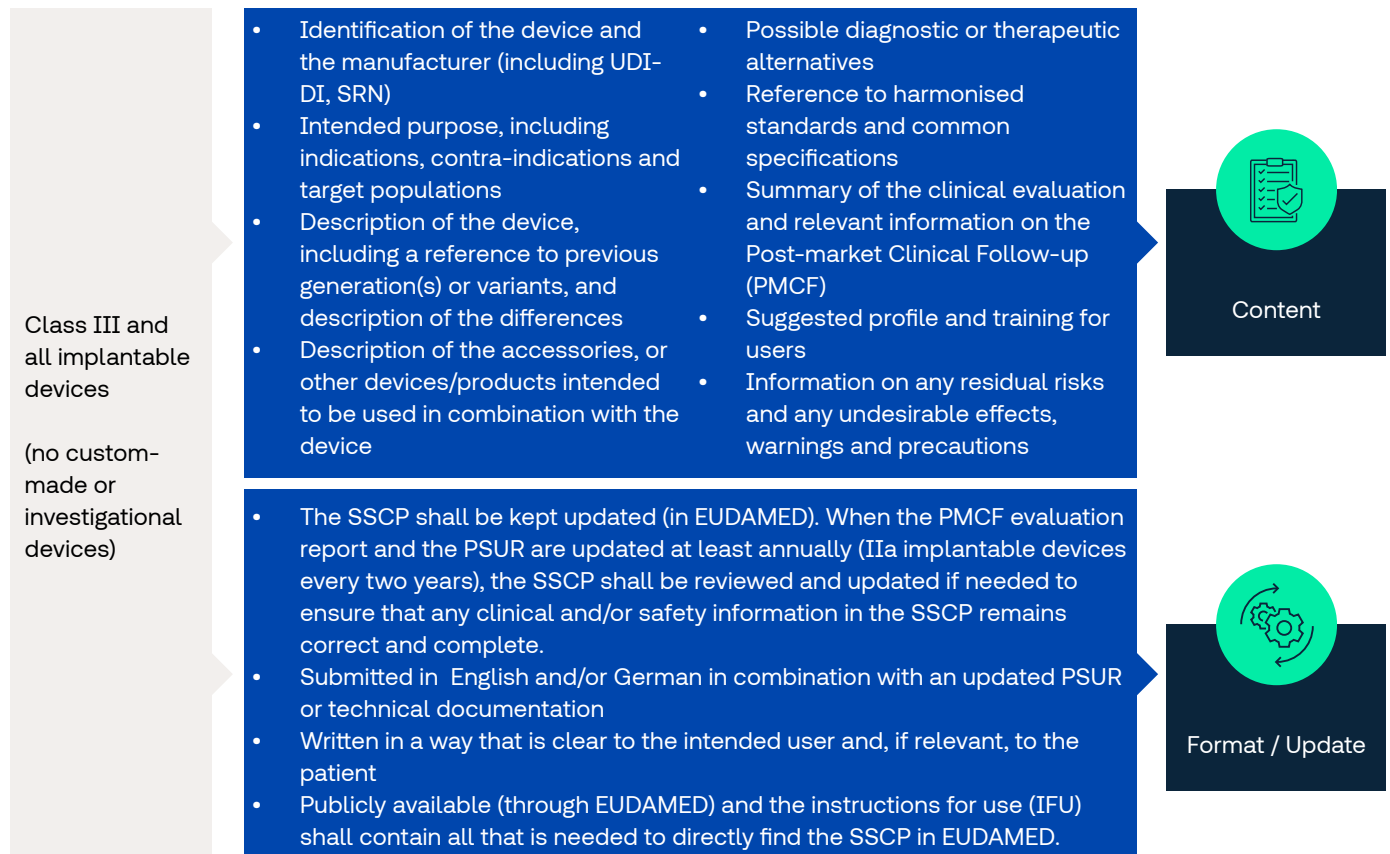 Class III and
all implantable
devices
(no custom-
made or
investigational
devices)
• Identification of the device and
the manufacturer (including UDI-
DI, SRN)
• Intended purpose, including
indications, contra-indications and
target populations
• Description of the device,
including a reference to previous
generation(s) or variants, and
description of the differences
• Description of the accessories, or
other devices/products intended
to be used in combination with the
device
• Possible diagnostic or therapeutic
alternatives
• Reference to harmonised
standards and common
specifications
• Summary of the clinical evaluation
and relevant information on the
Post-market Clinical Follow-up
(PMCF)
• Suggested profile and training for
users
• Information on any residual risks
and any undesirable effects,
warnings and precautions
Content
• The SSCP shall be kept updated (in EUDAMED). When the PMCF evaluation
report and the PSUR are updated at least annually (IIa implantable devices
every two years), the SSCP shall be reviewed and updated if needed to
ensure that any clinical and/or safety information in the SSCP remains
correct and complete.
• Submitted in English and/or German in combination with an updated PSUR
or technical documentation
• Written in a way that is clear to the intended user and, if relevant, to the
patient
• Publicly available (through EUDAMED) and the instructions for use (IFU)
shall contain all that is needed to directly find the SSCP in EUDAMED.
Format / Update